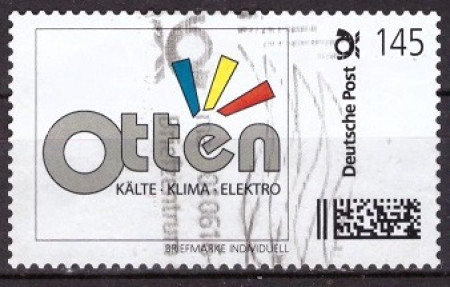 Otten
KÄLTE · KLIMA · ELEKTRO
BRIEFMARKE INDIVIDUELL
Deutsche Post
145